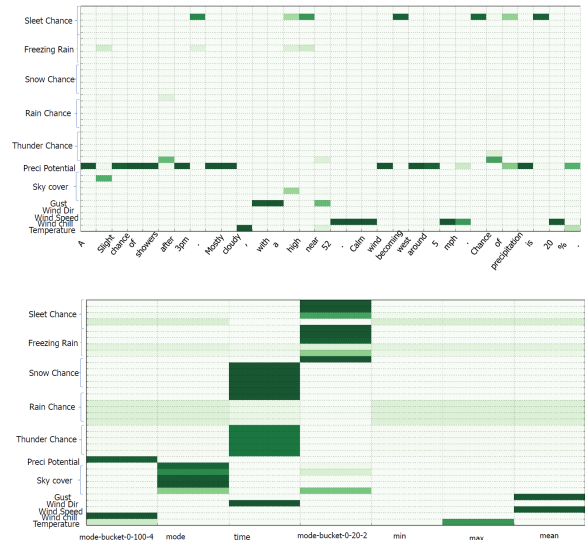 Sleet Chance
Freezing Rain
Snow Chance
Rain Chance
Thunder Chance
Preci Potential
Sky cover
Gust
Wind Dir
Wind Speed
Wind chill
Temperature
A Slight chance of showers after 3pm . Mostly cloudy , with a high near 52 . Calm wind becoming west around 5 mph . Chance of precipitation is 20 % .
Sleet Chance
Freezing Rain
Snow Chance
Rain Chance
Thunder Chance
Preci Potential
Sky cover
Gust
Wind Dir
Wind Speed
Wind chill
Temperature
mode-bucket-0-100-4 mode time mode-bucket-0-20-2 min max mean